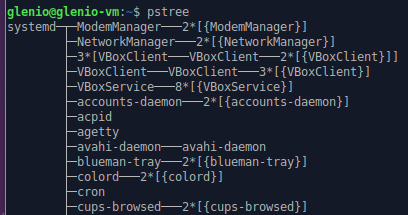 glenio@glenio-vm:~$ pstree
systemd─┬─ModemManager───2*[{ModemManager}]
        ├─NetworkManager───2*[{NetworkManager}]
        ├─3*[VBoxClient───VBoxClient───2*[{VBoxClient}]]
        ├─VBoxClient───VBoxClient───3*[{VBoxClient}]
        ├─VBoxService───8*[{VBoxService}]
        ├─accounts-daemon───2*[{accounts-daemon}]
        ├─acpid
        ├─agetty
        ├─avahi-daemon───avahi-daemon
        ├─blueman-tray───2*[{blueman-tray}]
        ├─colord───2*[{colord}]
        ├─cron
        ├─cups-browsed───2*[{cups-browsed}]